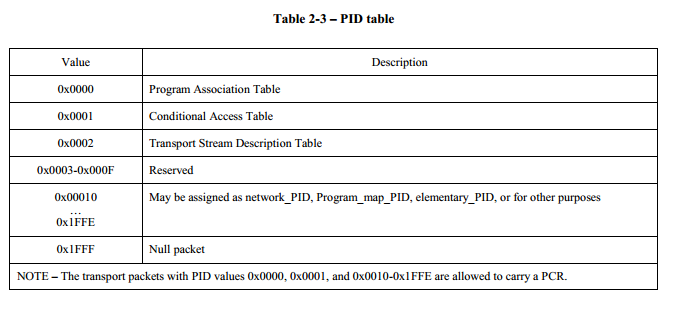 Table 2-3 – PID table
Value Description
0x0000 Program Association Table
0x0001 Conditional Access Table
0x0002 Transport Stream Description Table
0x0003-0x000F Reserved
0x00010 May be assigned as network_PID, Program_map_PID, elementary_PID, or for other purposes
…
0x1FFE
0x1FFF Null packet
NOTE – The transport packets with PID values 0x0000, 0x0001, and 0x0010-0x1FFE are allowed to carry a PCR.